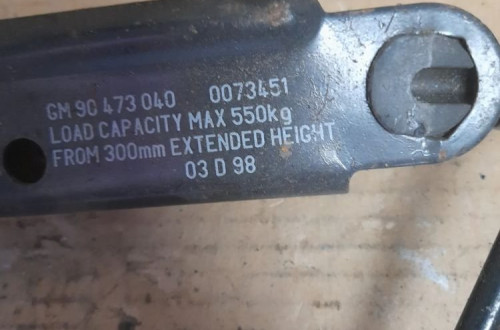 GM 90 473 040 0073451
LOAD CAPACITY MAX 550kg
FROM 300mm EXTENDED HEIGHT
03 D 98